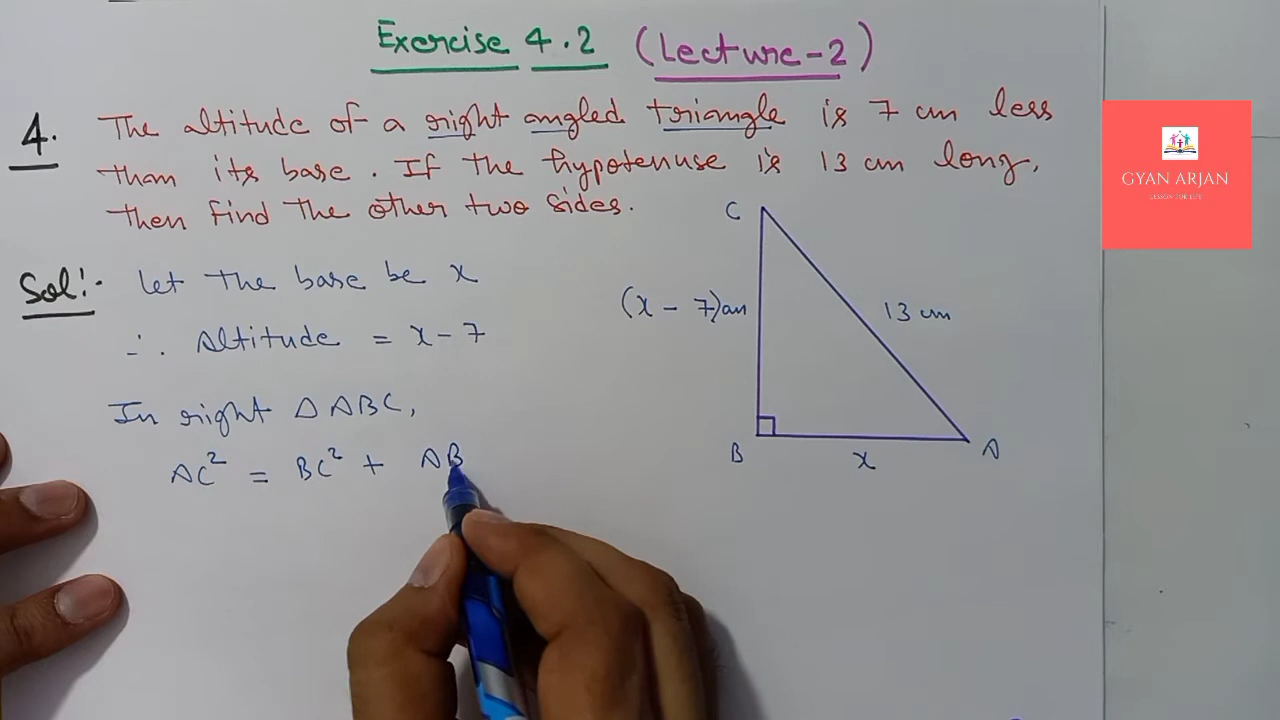 Exercise 4.2 (Lecture-2)
4. The altitude of a right angled triangle is 7 cm less
than its base. If the hypotenuse is 13 cm long,
then find the other two sides.
Sol:- Let the base be x
∴ Altitude = x - 7
In right △ ABC,
AC² = BC² + AB
C
(x - 7)cm
13 cm
B
x
A
GYAN ARJAN